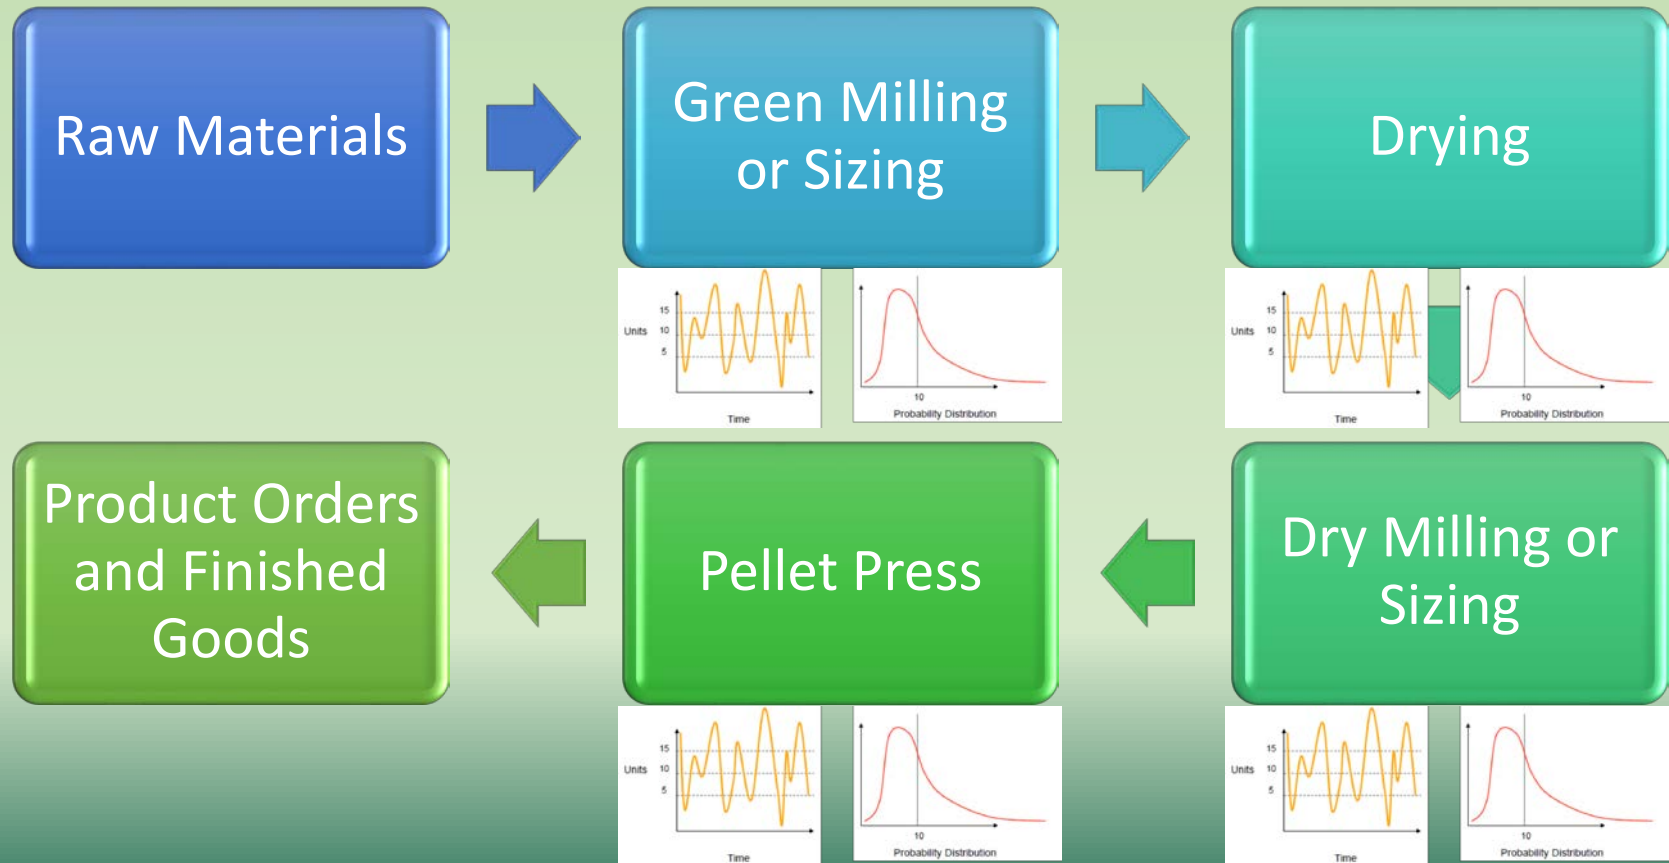 Raw Materials
Green Milling
or Sizing
Drying
15
Units
10
5
Time
10
Probability Distribution
15
Units
10
5
Time
10
Probability Distribution
Product Orders
and Finished
Goods
Pellet Press
Dry Milling or
Sizing
15
Units
10
5
Time
10
Probability Distribution
15
Units
10
5
Time
10
Probability Distribution